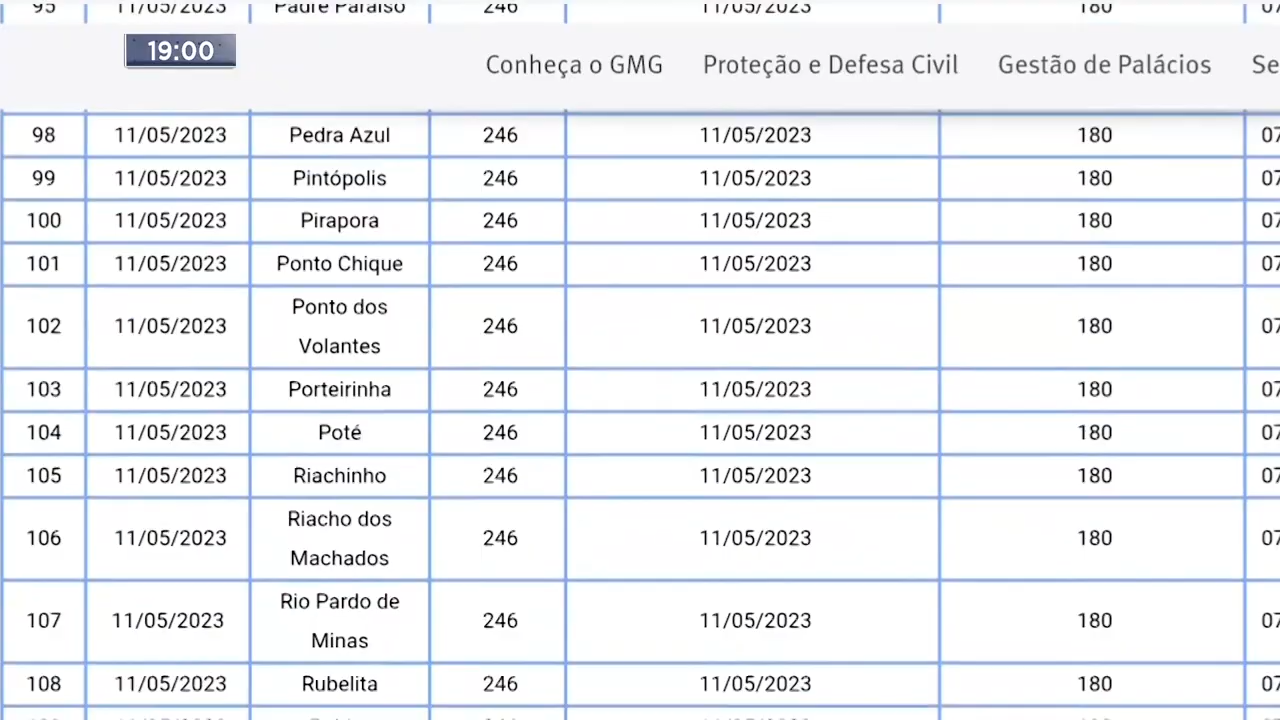 95 11/05/2023 Padre Paraíso 246 11/05/2023 180 07
19:00
Conheça o GMG Proteção e Defesa Civil Gestão de Palácios Se
98 11/05/2023 Pedra Azul 246 11/05/2023 180 07
99 11/05/2023 Pintópolis 246 11/05/2023 180 07
100 11/05/2023 Pirapora 246 11/05/2023 180 07
101 11/05/2023 Ponto Chique 246 11/05/2023 180 07
Ponto dos
102 11/05/2023 246 11/05/2023 180 07
Volantes
103 11/05/2023 Porteirinha 246 11/05/2023 180 07
104 11/05/2023 Poté 246 11/05/2023 180 07
105 11/05/2023 Riachinho 246 11/05/2023 180 07
Riacho dos
106 11/05/2023 246 11/05/2023 180 07
Machados
Rio Pardo de
107 11/05/2023 246 11/05/2023 180 07
Minas
108 11/05/2023 Rubelita 246 11/05/2023 180 07